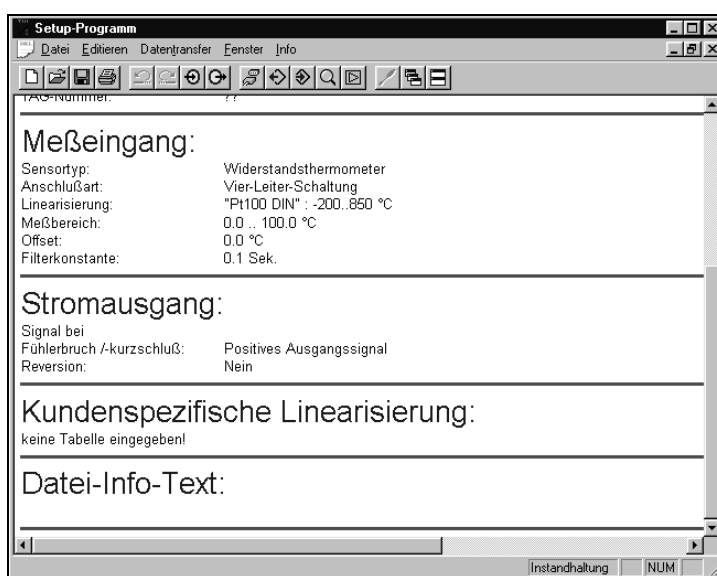 Setup-Programm
Datei Editieren Datentransfer Fenster Info
TAG-Nummer: ??
Meßeingang:
Sensortyp: Widerstandsthermometer
Anschlußart: Vier-Leiter-Schaltung
Linearisierung: "Pt100 DIN" : -200..850 °C
Meßbereich: 0.0 .. 100.0 °C
Offset: 0.0 °C
Filterkonstante: 0.1 Sek.
Stromausgang:
Signal bei
Fühlerbruch /-kurzschluß: Positives Ausgangssignal
Reversion: Nein
Kundenspezifische Linearisierung:
keine Tabelle eingegeben!
Datei-Info-Text:
Instandhaltung NUM